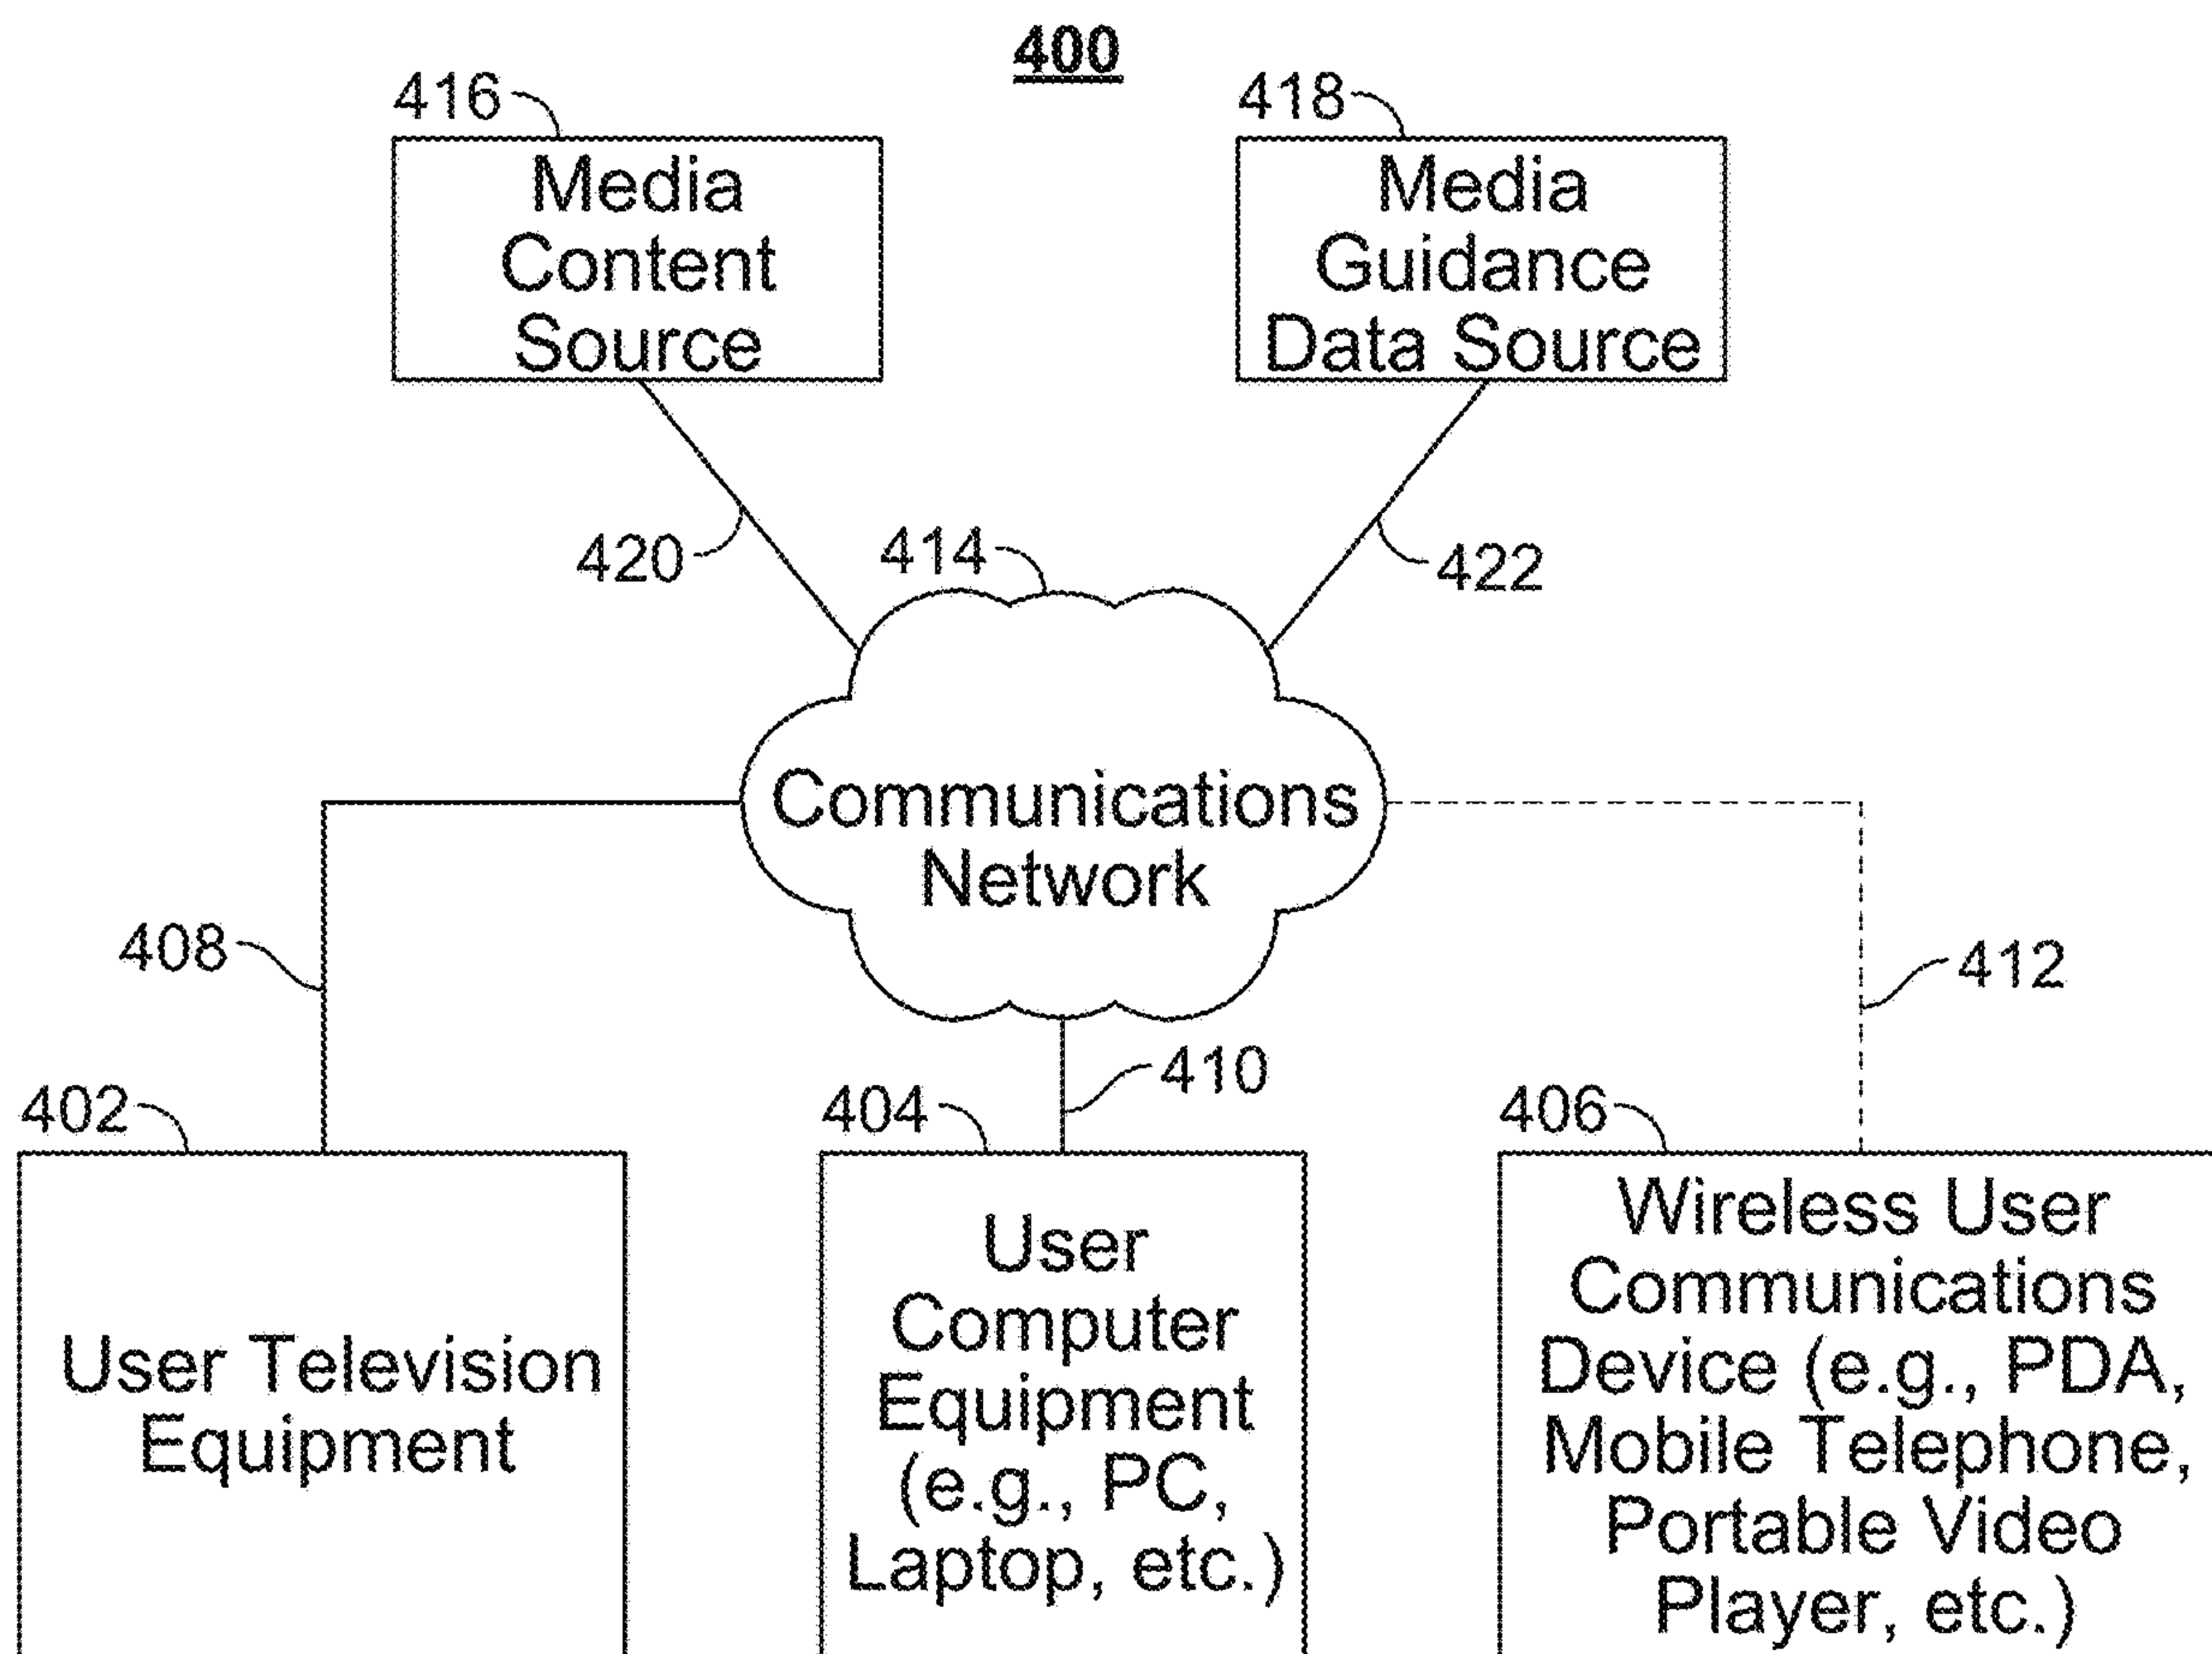 400
416
Media
Content
Source
418
Media
Guidance
Data Source
420
414
422
Communications
Network
408
412
410
402
User Television
Equipment
404
User
Computer
Equipment
(e.g., PC,
Laptop, etc.)
406
Wireless User
Communications
Device (e.g., PDA,
Mobile Telephone,
Portable Video
Player, etc.)